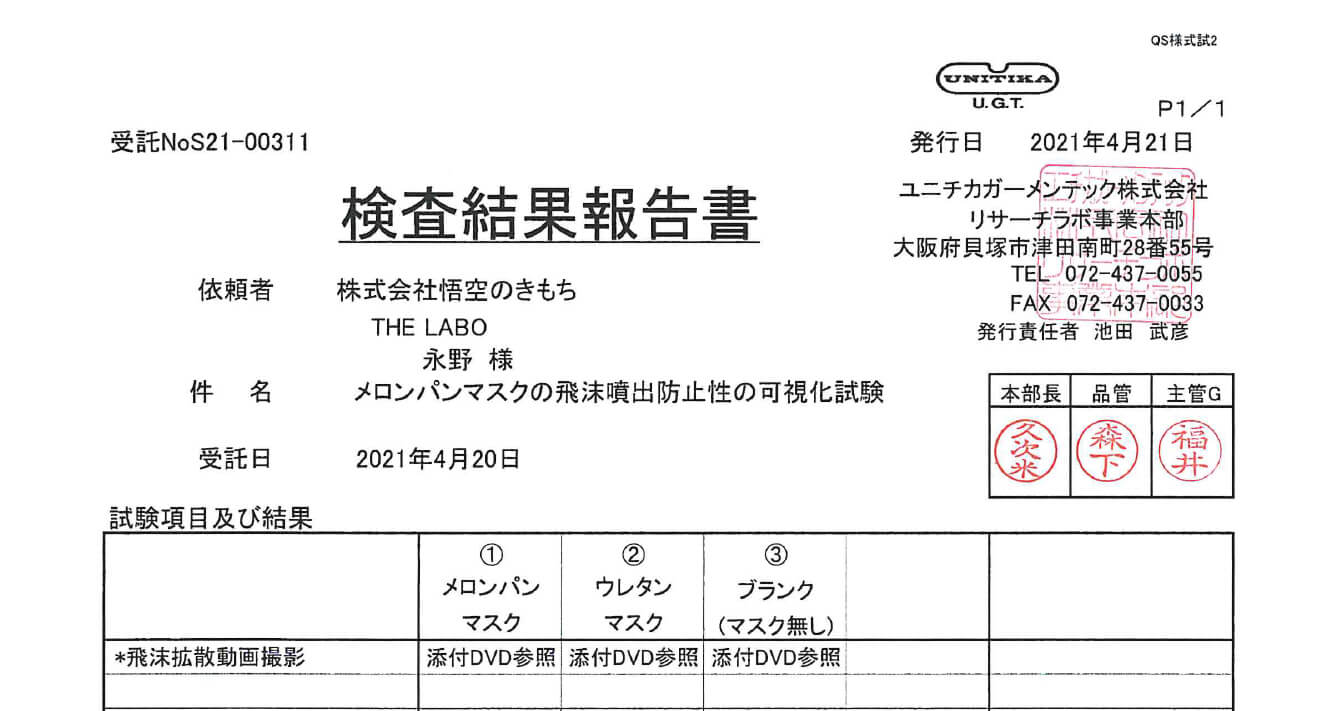 QS様式試2
UNITIKA
U.G.T.
P1/1
受託NoS21-00311
発行日 2021年4月21日
検査結果報告書
ユニチカガーメンテック株式会社
リサーチラボ事業本部
大阪府貝塚市津田南町28番55号
TEL 072-437-0055
FAX 072-437-0033
発行責任者 池田 武彦
依頼者 株式会社悟空のきもち
THE LABO
永野 様
件 名 メロンパンマスクの飛沫噴出防止性の可視化試験
本部長 品管 主管G
久次米 森下 福井
受託日 2021年4月20日
試験項目及び結果
① ② ③
メロンパン ウレタン ブランク
マスク マスク (マスク無し)
*飛沫拡散動画撮影 添付DVD参照 添付DVD参照 添付DVD参照